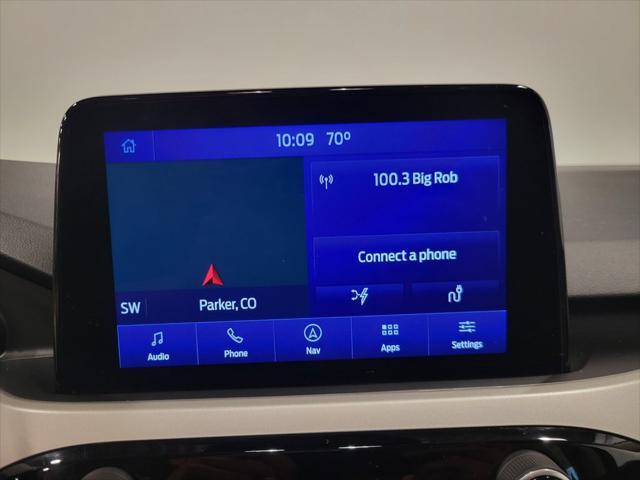 10:09 70°
100.3 Big Rob
Connect a phone
SW Parker, CO
Audio Phone Nav Apps Settings